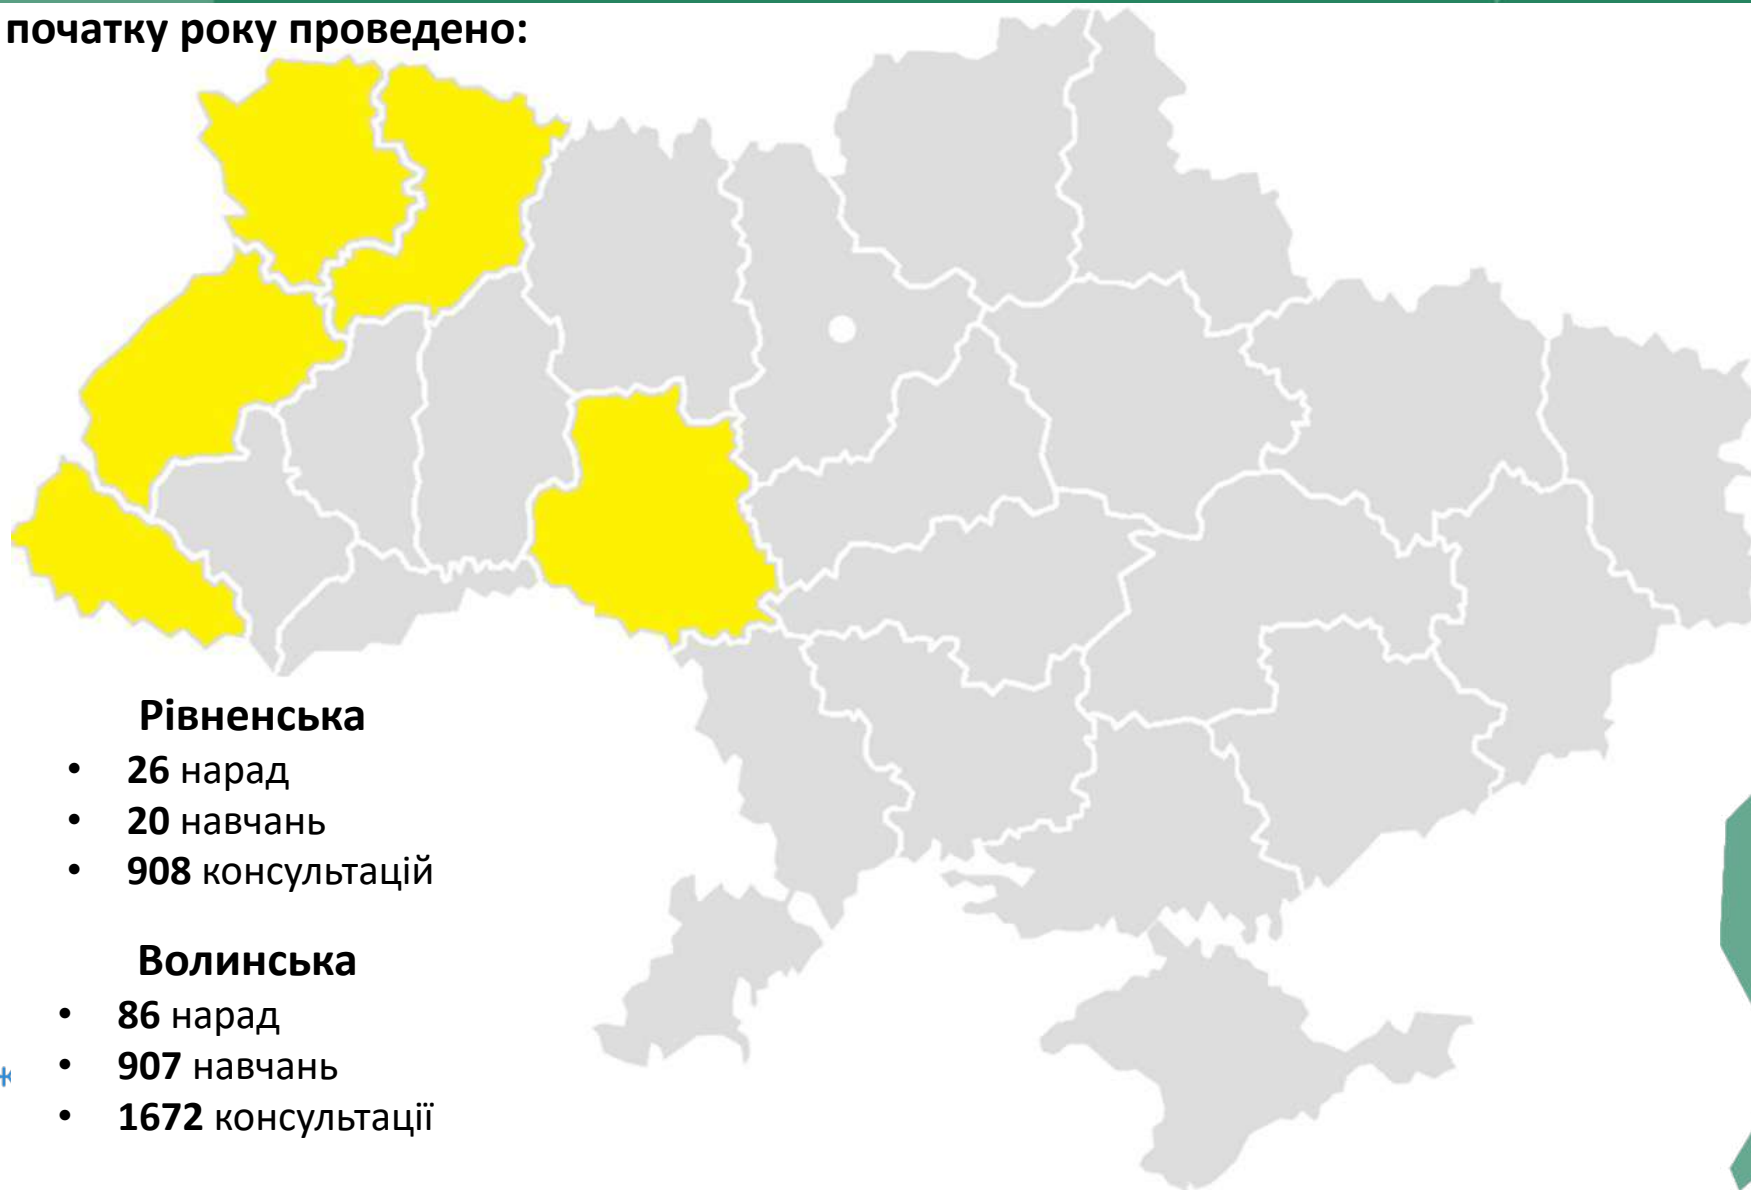 початку року проведено:
Рівненська
• 26 нарад
• 20 навчань
• 908 консультацій
Волинська
• 86 нарад
• 907 навчань
• 1672 консультації